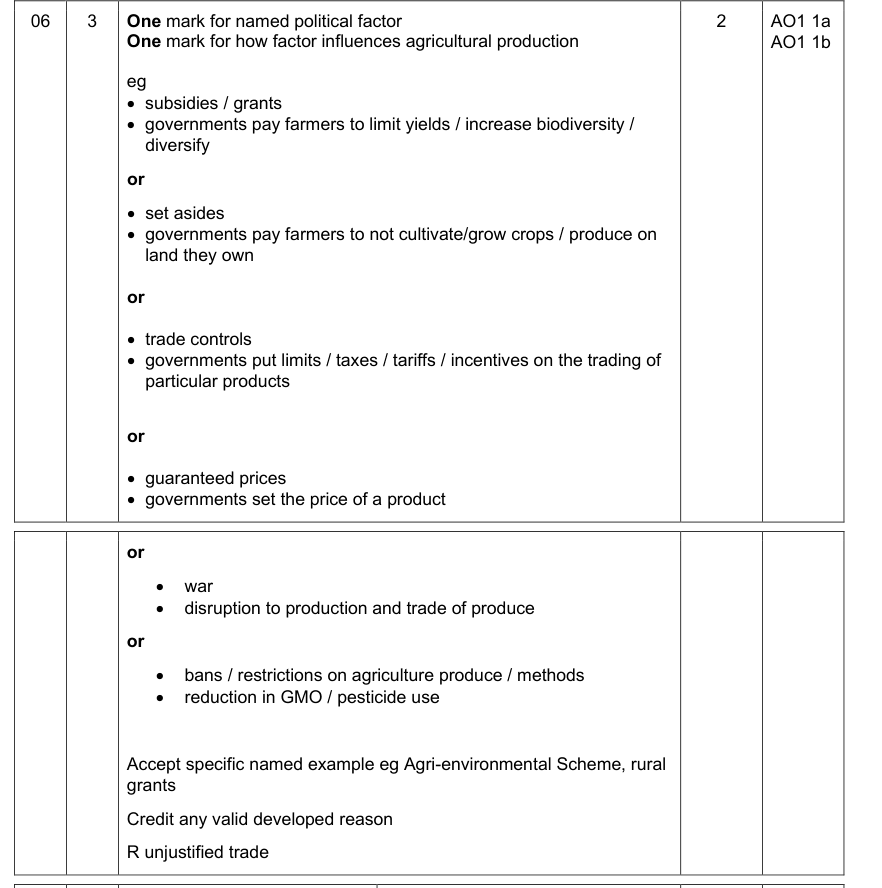 06 3 One mark for named political factor 2 AO1 1a
One mark for how factor influences agricultural production AO1 1b
eg
• subsidies / grants
• governments pay farmers to limit yields / increase biodiversity /
diversify
or
• set asides
• governments pay farmers to not cultivate/grow crops / produce on
land they own
or
• trade controls
• governments put limits / taxes / tariffs / incentives on the trading of
particular products
or
• guaranteed prices
• governments set the price of a product
or
• war
• disruption to production and trade of produce
or
• bans / restrictions on agriculture produce / methods
• reduction in GMO / pesticide use
Accept specific named example eg Agri-environmental Scheme, rural
grants
Credit any valid developed reason
R unjustified trade